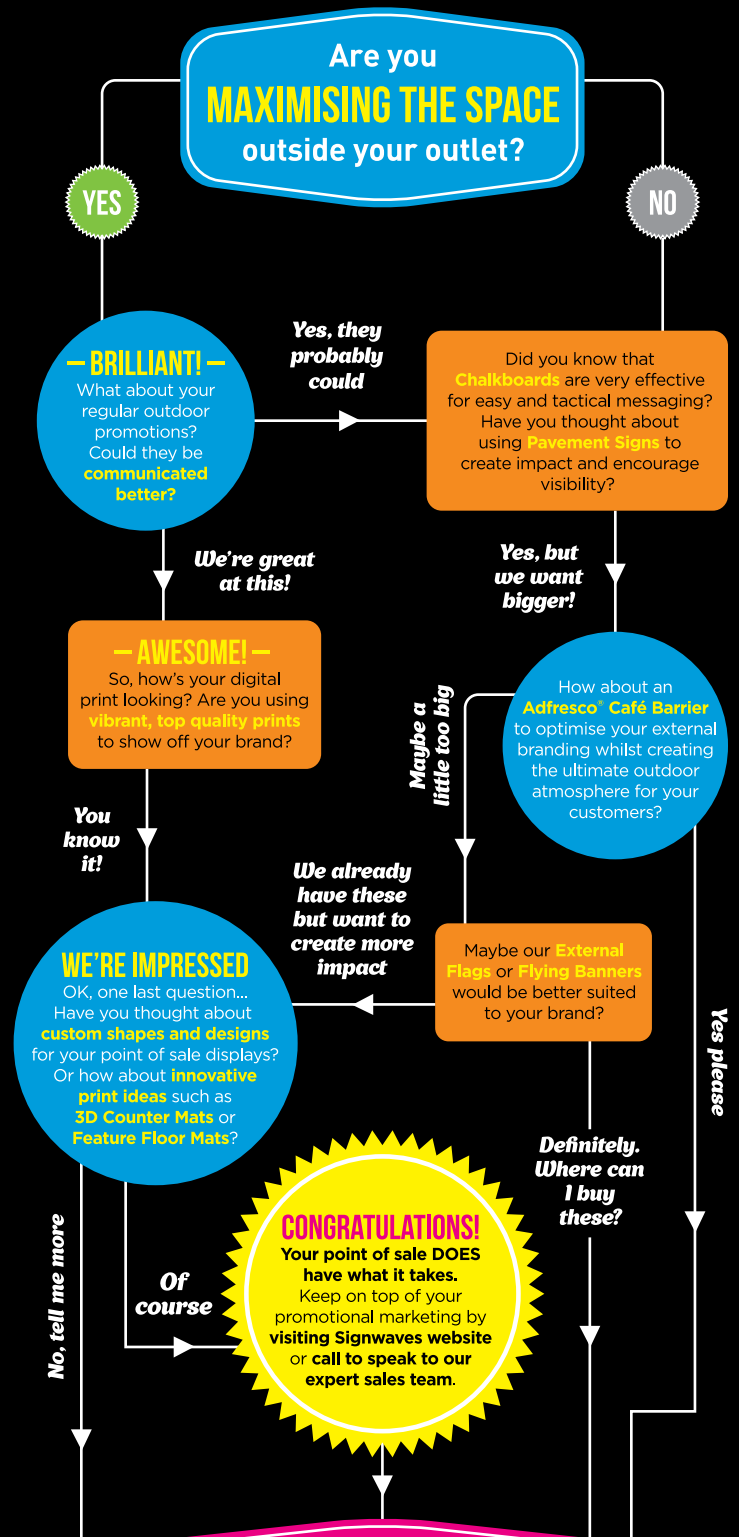 Are you
MAXIMISING THE SPACE
outside your outlet?
YES
NO
– BRILLIANT! –
What about your
regular outdoor
promotions?
Could they be
communicated
better?
Yes, they
probably
could
Did you know that
Chalkboards are very effective
for easy and tactical messaging?
Have you thought about
using Pavement Signs to
create impact and encourage
visibility?
We're great
at this!
Yes, but
we want
bigger!
– AWESOME! –
So, how's your digital
print looking? Are you using
vibrant, top quality prints
to show off your brand?
Maybe a
little too big
How about an
Adfresco® Café Barrier
to optimise your external
branding whilst creating
the ultimate outdoor
atmosphere for your
customers?
You
know
it!
We already
have these
but want to
create more
impact
Maybe our External
Flags or Flying Banners
would be better suited
to your brand?
WE'RE IMPRESSED
OK, one last question...
Have you thought about
custom shapes and designs
for your point of sale displays?
Or how about innovative
print ideas such as
3D Counter Mats or
Feature Floor Mats?
Yes please
Definitely.
Where can
I buy
these?
No, tell me more
Of
course
CONGRATULATIONS!
Your point of sale DOES
have what it takes.
Keep on top of your
promotional marketing by
visiting Signwaves website
or call to speak to our
expert sales team.